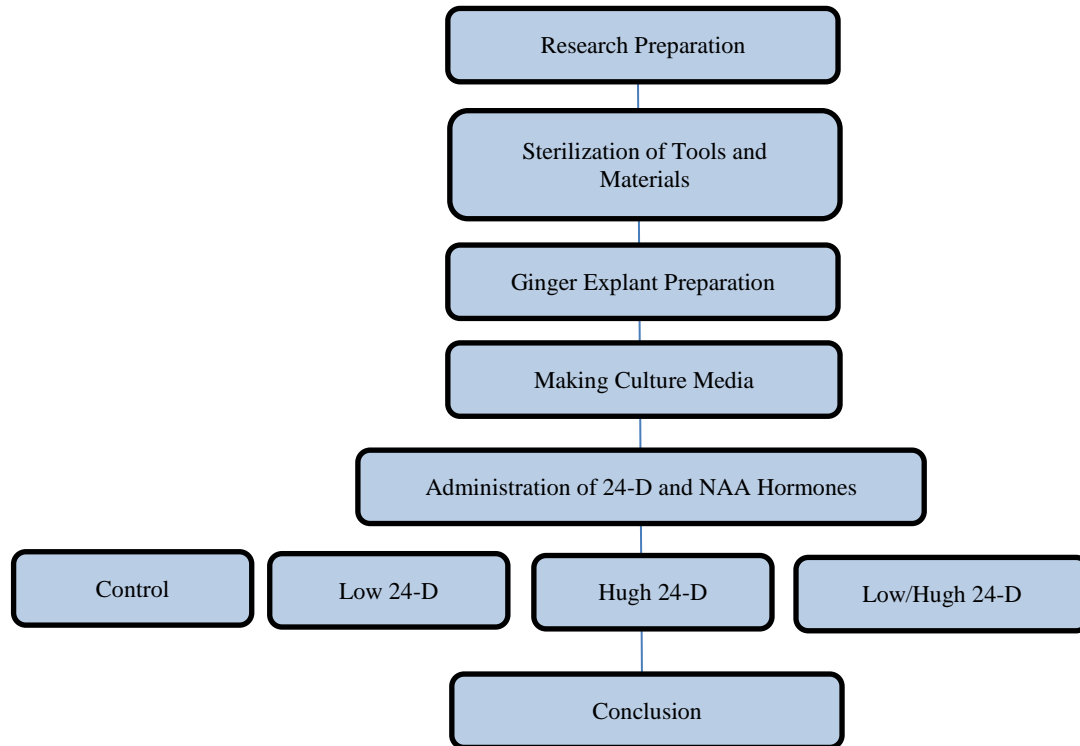 Research Preparation
Sterilization of Tools and
Materials
Ginger Explant Preparation
Making Culture Media
Administration of 24-D and NAA Hormones
Control
Low 24-D
Hugh 24-D
Low/Hugh 24-D
Conclusion